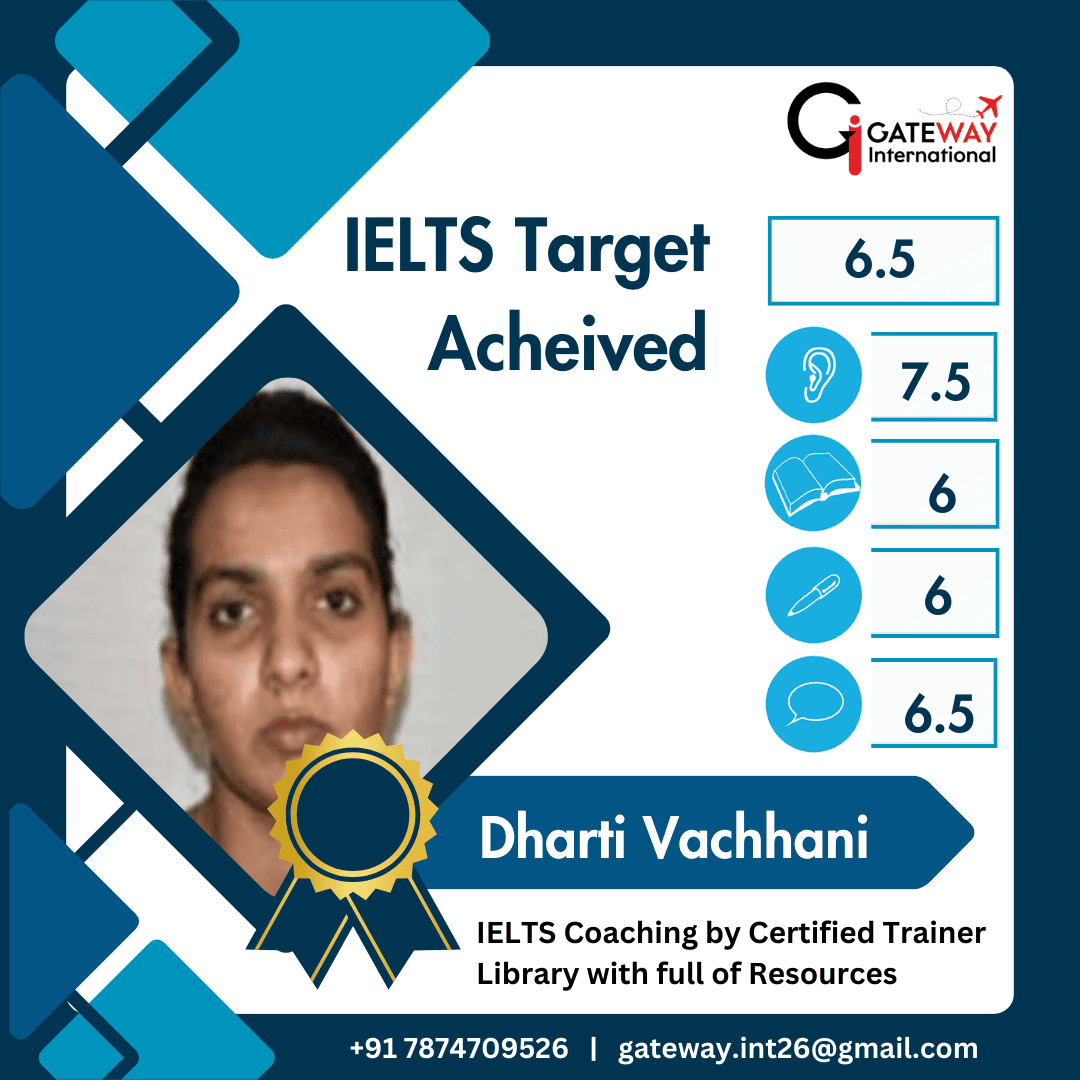 Gi GATEWAY
International
IELTS Target
Acheived
6.5
7.5
6
6
6.5
Dharti Vachhani
IELTS Coaching by Certified Trainer
Library with full of Resources
+91 7874709526 | gateway.int26@gmail.com